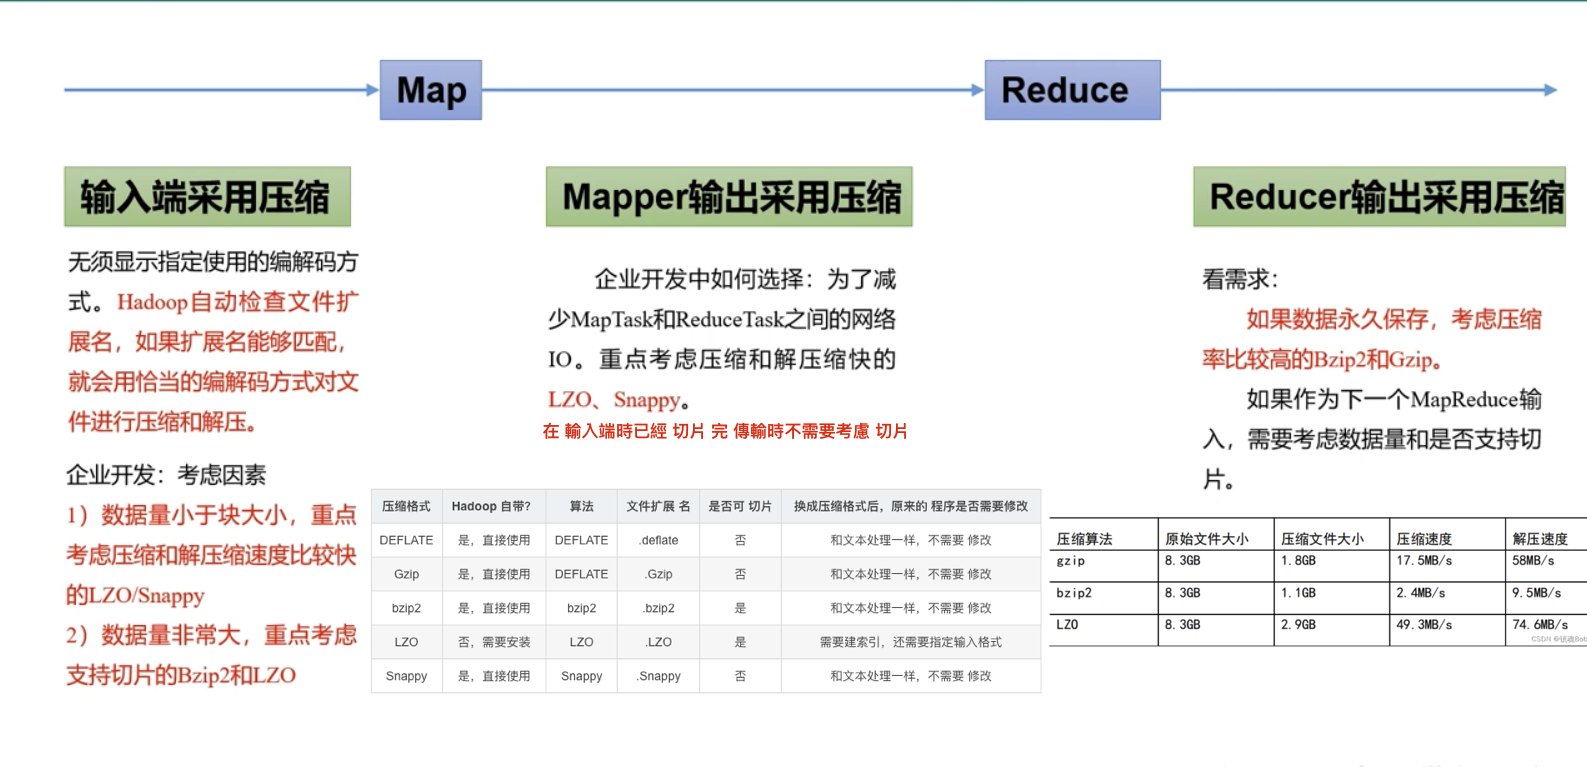 Map
Reduce
输入端采用压缩
无须显示指定使用的编解码方
式。Hadoop自动检查文件扩
展名，如果扩展名能够匹配，
就会用恰当的编解码方式对文
件进行压缩和解压。
企业开发：考虑因素
1）数据量小于块大小，重点
考虑压缩和解压缩速度比较快
的LZO/Snappy
2）数据量非常大，重点考虑
支持切片的Bzip2和LZO
Mapper输出采用压缩
企业开发中如何选择：为了减
少MapTask和ReduceTask之间的网络
IO。重点考虑压缩和解压缩快的
LZO、Snappy。
在 輸入端時已經 切片 完 傳輸時不需要考慮 切片
Reducer输出采用压缩
看需求：
如果数据永久保存，考虑压缩
率比较高的Bzip2和Gzip。
如果作为下一个MapReduce输
入，需要考虑数据量和是否支持切
片。
压缩格式 Hadoop 自带? 算法 文件扩展 名 是否可 切片 换成压缩格式后，原来的 程序是否需要修改
DEFLATE 是，直接使用 DEFLATE .deflate 否 和文本处理一样，不需要 修改
Gzip 是，直接使用 DEFLATE .Gzip 否 和文本处理一样，不需要 修改
bzip2 是，直接使用 bzip2 .bzip2 是 和文本处理一样，不需要 修改
LZO 否，需要安装 LZO .LZO 是 需要建索引，还需要指定输入格式
Snappy 是，直接使用 Snappy .Snappy 否 和文本处理一样，不需要 修改
压缩算法 原始文件大小 压缩文件大小 压缩速度 解压速度
gzip 8.3GB 1.8GB 17.5MB/s 58MB/s
bzip2 8.3GB 1.1GB 2.4MB/s 9.5MB/s
LZO 8.3GB 2.9GB 49.3MB/s 74.6MB/s
CSDN